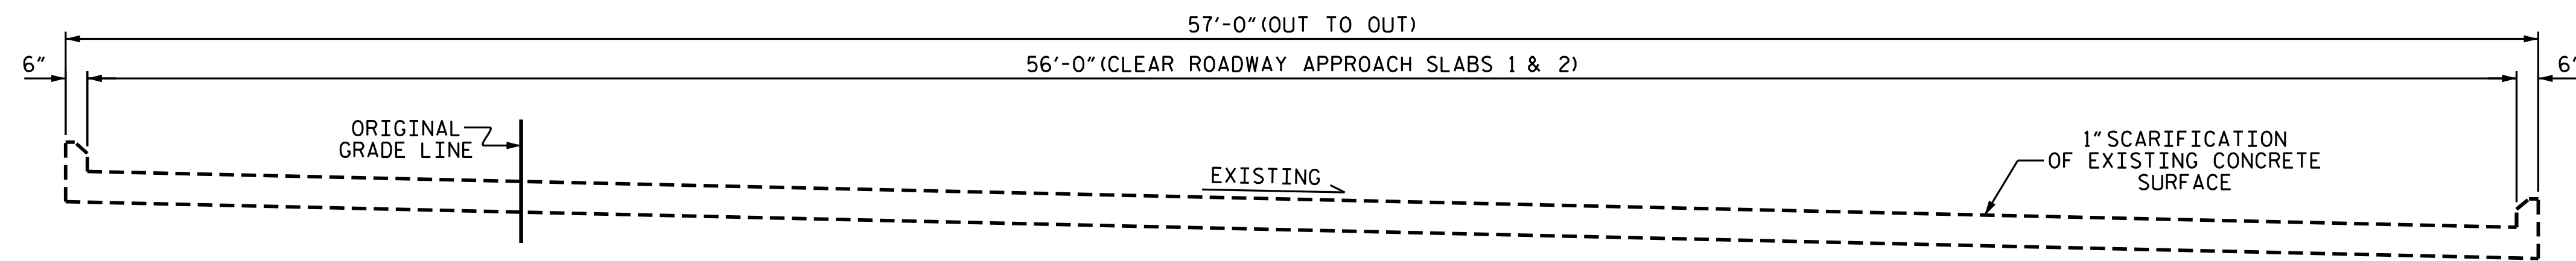 57'-0"(OUT TO OUT)
6"
56'-0"(CLEAR ROADWAY APPROACH SLABS 1 & 2)
6"
ORIGINAL
GRADE LINE
EXISTING
1"SCARIFICATION
OF EXISTING CONCRETE
SURFACE